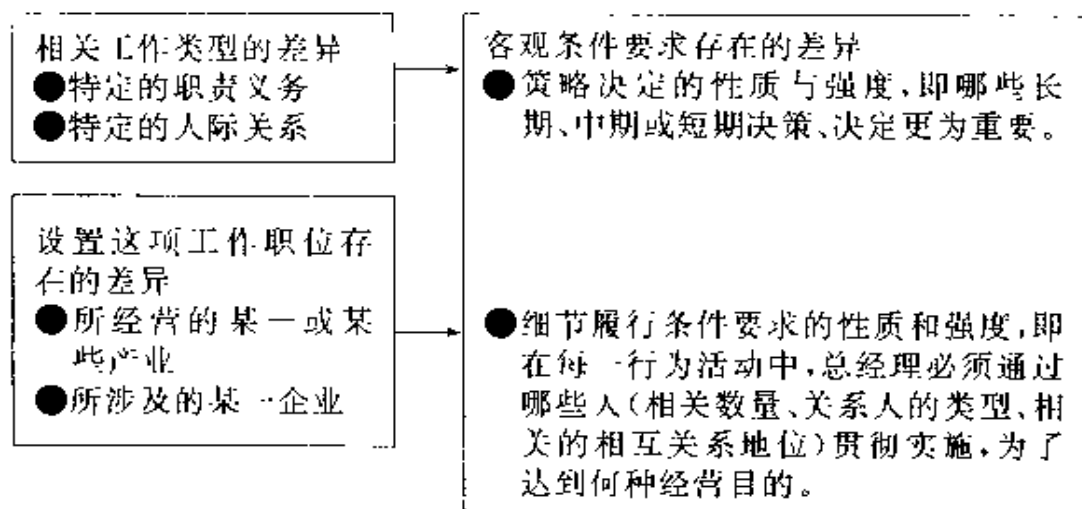 相关工作类型的差异
●特定的职责义务
●特定的人际关系
设置这项工作职位存
在的差异
●所经营的某一或某
些产业
●所涉及的某一企业
客观条件要求存在的差异
●策略决定的性质与强度,即哪些长
期、中期或短期决策、决定更为重要。
●细节履行条件要求的性质和强度,即
在每一行为活动中,总经理必须通过
哪些人(相关数量、关系人的类型、相
关的相互关系地位)贯彻实施,为了
达到何种经营目的。